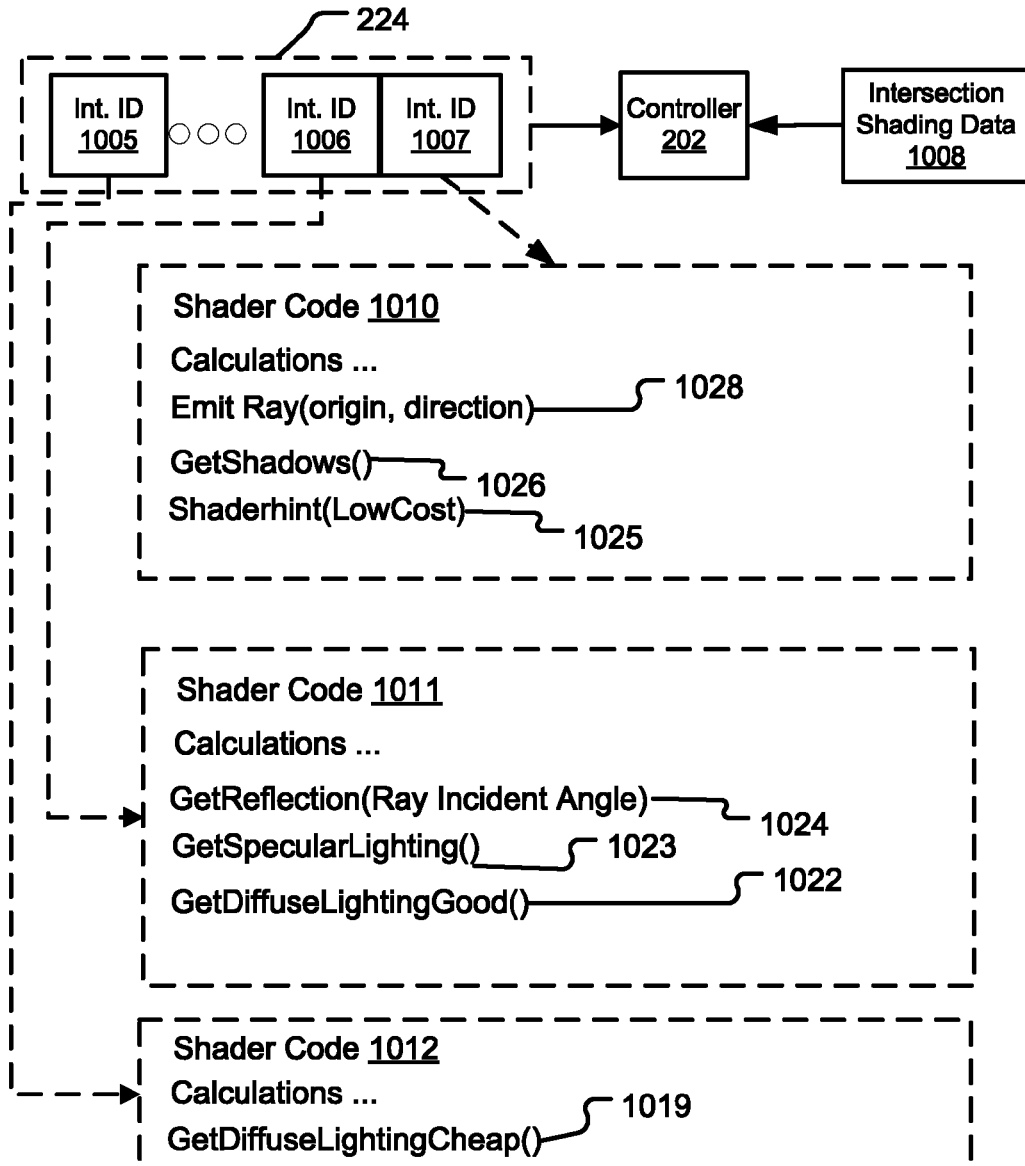 224
Int. ID
1005
Int. ID
1006
Int. ID
1007
Controller
202
Intersection
Shading Data
1008
Shader Code 1010
Calculations ...
Emit Ray(origin, direction)
1028
GetShadows()
1026
Shaderhint(LowCost)
1025
Shader Code 1011
Calculations ...
GetReflection(Ray Incident Angle)
1024
GetSpecularLighting()
1023
GetDiffuseLightingGood()
1022
Shader Code 1012
Calculations ...
GetDiffuseLightingCheap()
1019